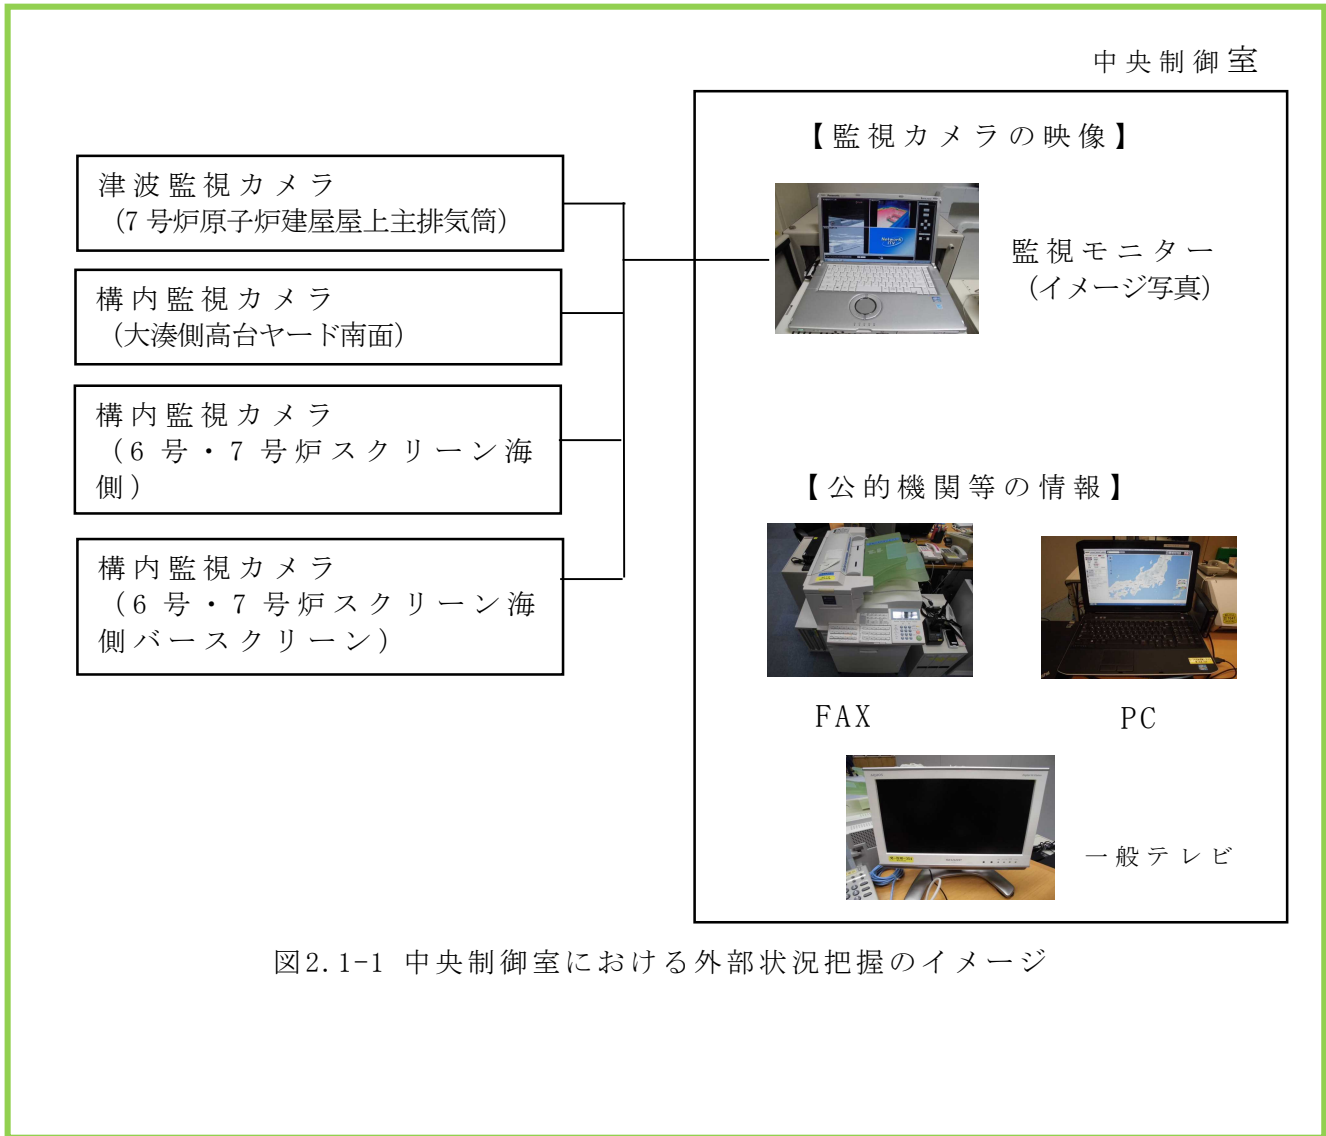 中央制御室
【監視カメラの映像】
津波監視カメラ
（7 号炉原子炉建屋屋上主排気筒）
監視モニター
（イメージ写真）
構内監視カメラ
（大湊側高台ヤード南面）
構内監視カメラ
（6 号・7 号炉スクリーン海
側）
【公的機関等の情報】
構内監視カメラ
（6 号・7 号炉スクリーン海
側バースクリーン）
FAX
PC
一般テレビ
図2.1-1 中央制御室における外部状況把握のイメージ